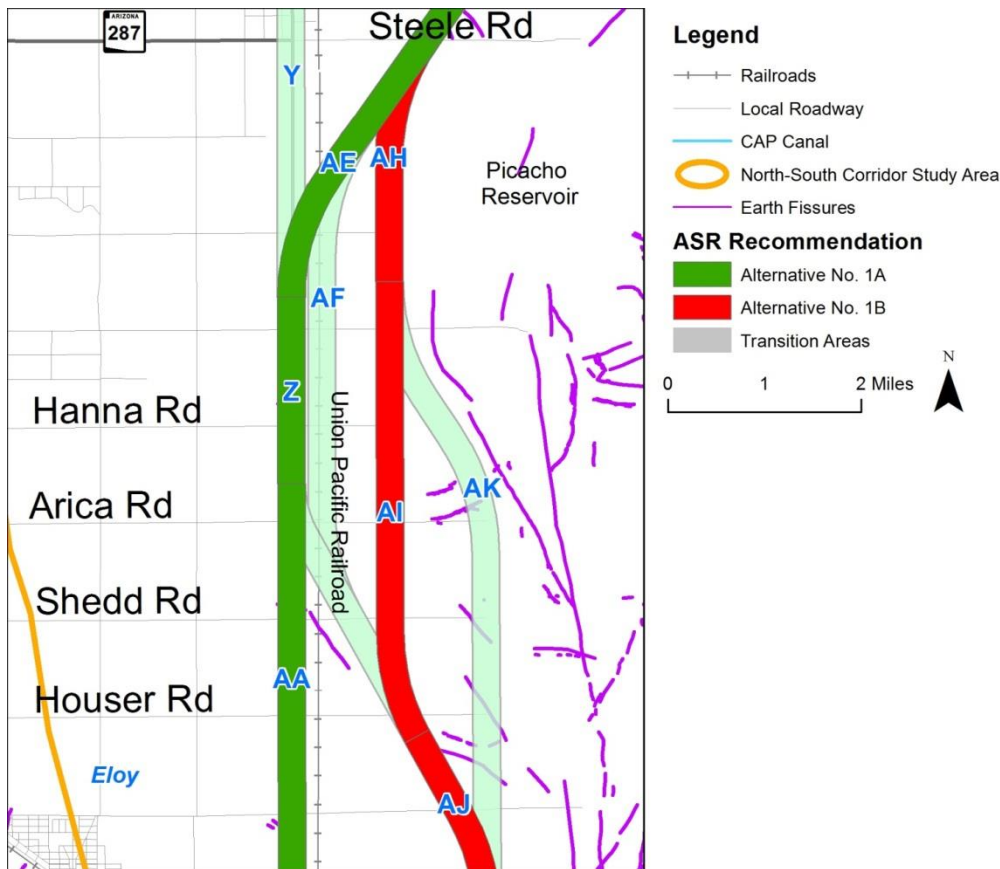 ARIZONA
287
Steele Rd
Y
AE
AH
Picacho
Reservoir
AF
Z
Hanna Rd
Union Pacific Railroad
AK
Arica Rd
AI
Shedd Rd
AA
Houser Rd
Eloy
AJ
Legend
Railroads
Local Roadway
CAP Canal
North-South Corridor Study Area
Earth Fissures
ASR Recommendation
Alternative No. 1A
Alternative No. 1B
Transition Areas
N
0 1 2 Miles